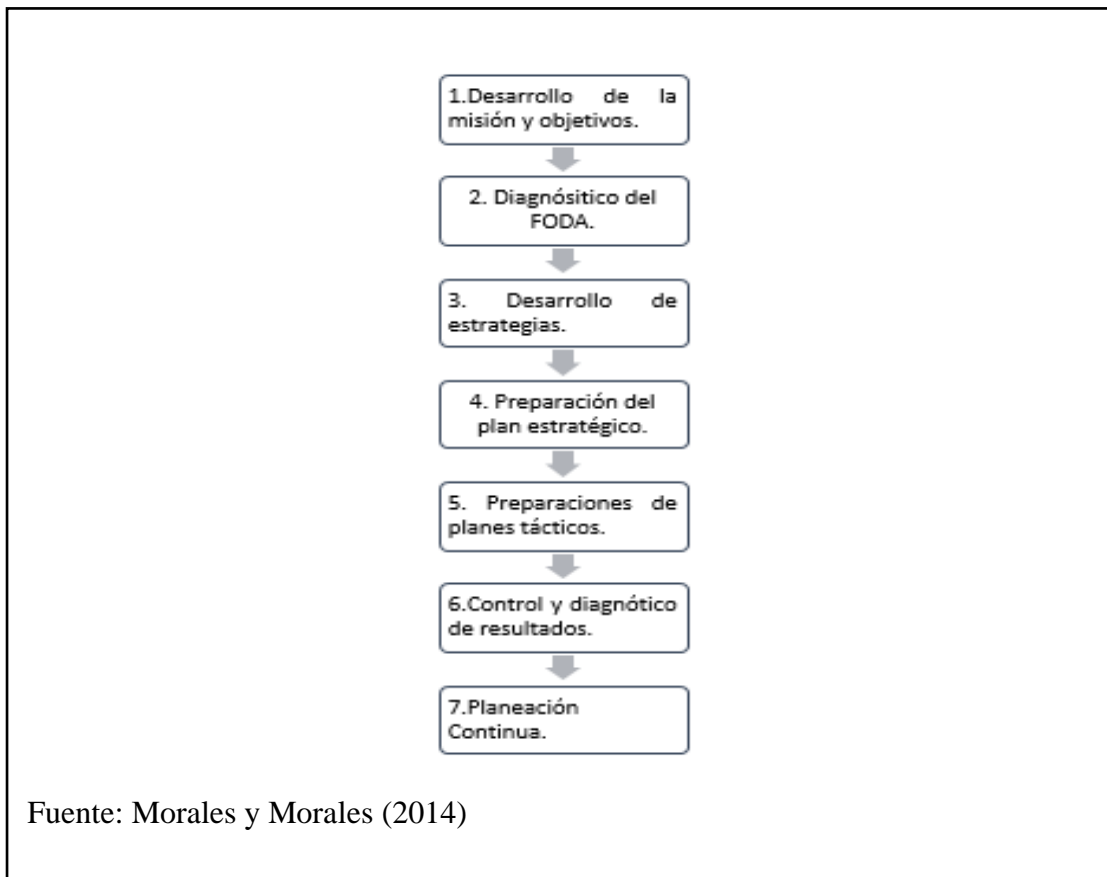 1.Desarrollo de la
misión y objetivos.
2. Diagnósitico del
FODA.
3. Desarrollo de
estrategias.
4. Preparación del
plan estratégico.
5. Preparaciones de
planes tácticos.
6.Control y diagnótico
de resultados.
7.Planeación
Continua.
Fuente: Morales y Morales (2014)